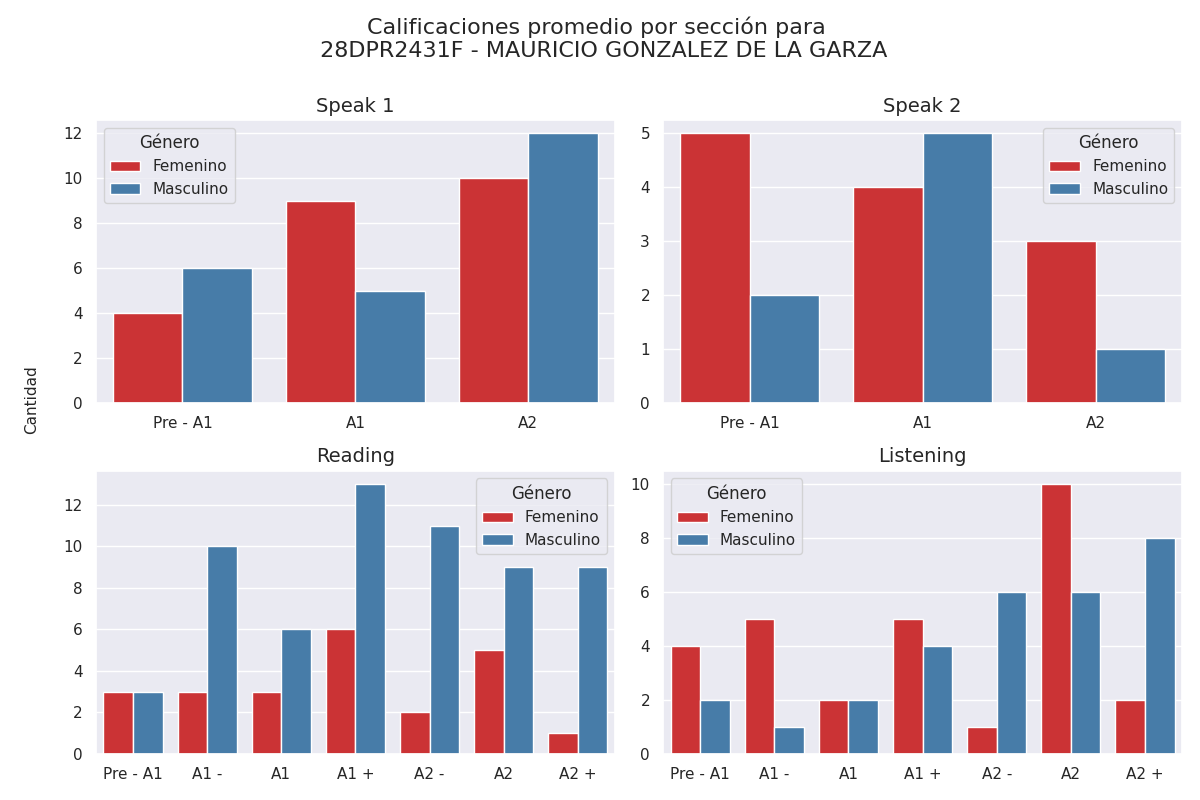 Calificaciones promedio por sección para
28DPR2431F - MAURICIO GONZALEZ DE LA GARZA
Cantidad
Speak 1
Género
Femenino
Masculino
12
10
8
6
4
2
0
Pre - A1
A1
A2
Speak 2
Género
Femenino
Masculino
5
4
3
2
1
0
Pre - A1
A1
A2
Reading
Género
Femenino
Masculino
12
10
8
6
4
2
0
Pre - A1
A1 -
A1
A1 +
A2 -
A2
A2 +
Listening
Género
Femenino
Masculino
10
8
6
4
2
0
Pre - A1
A1 -
A1
A1 +
A2 -
A2
A2 +